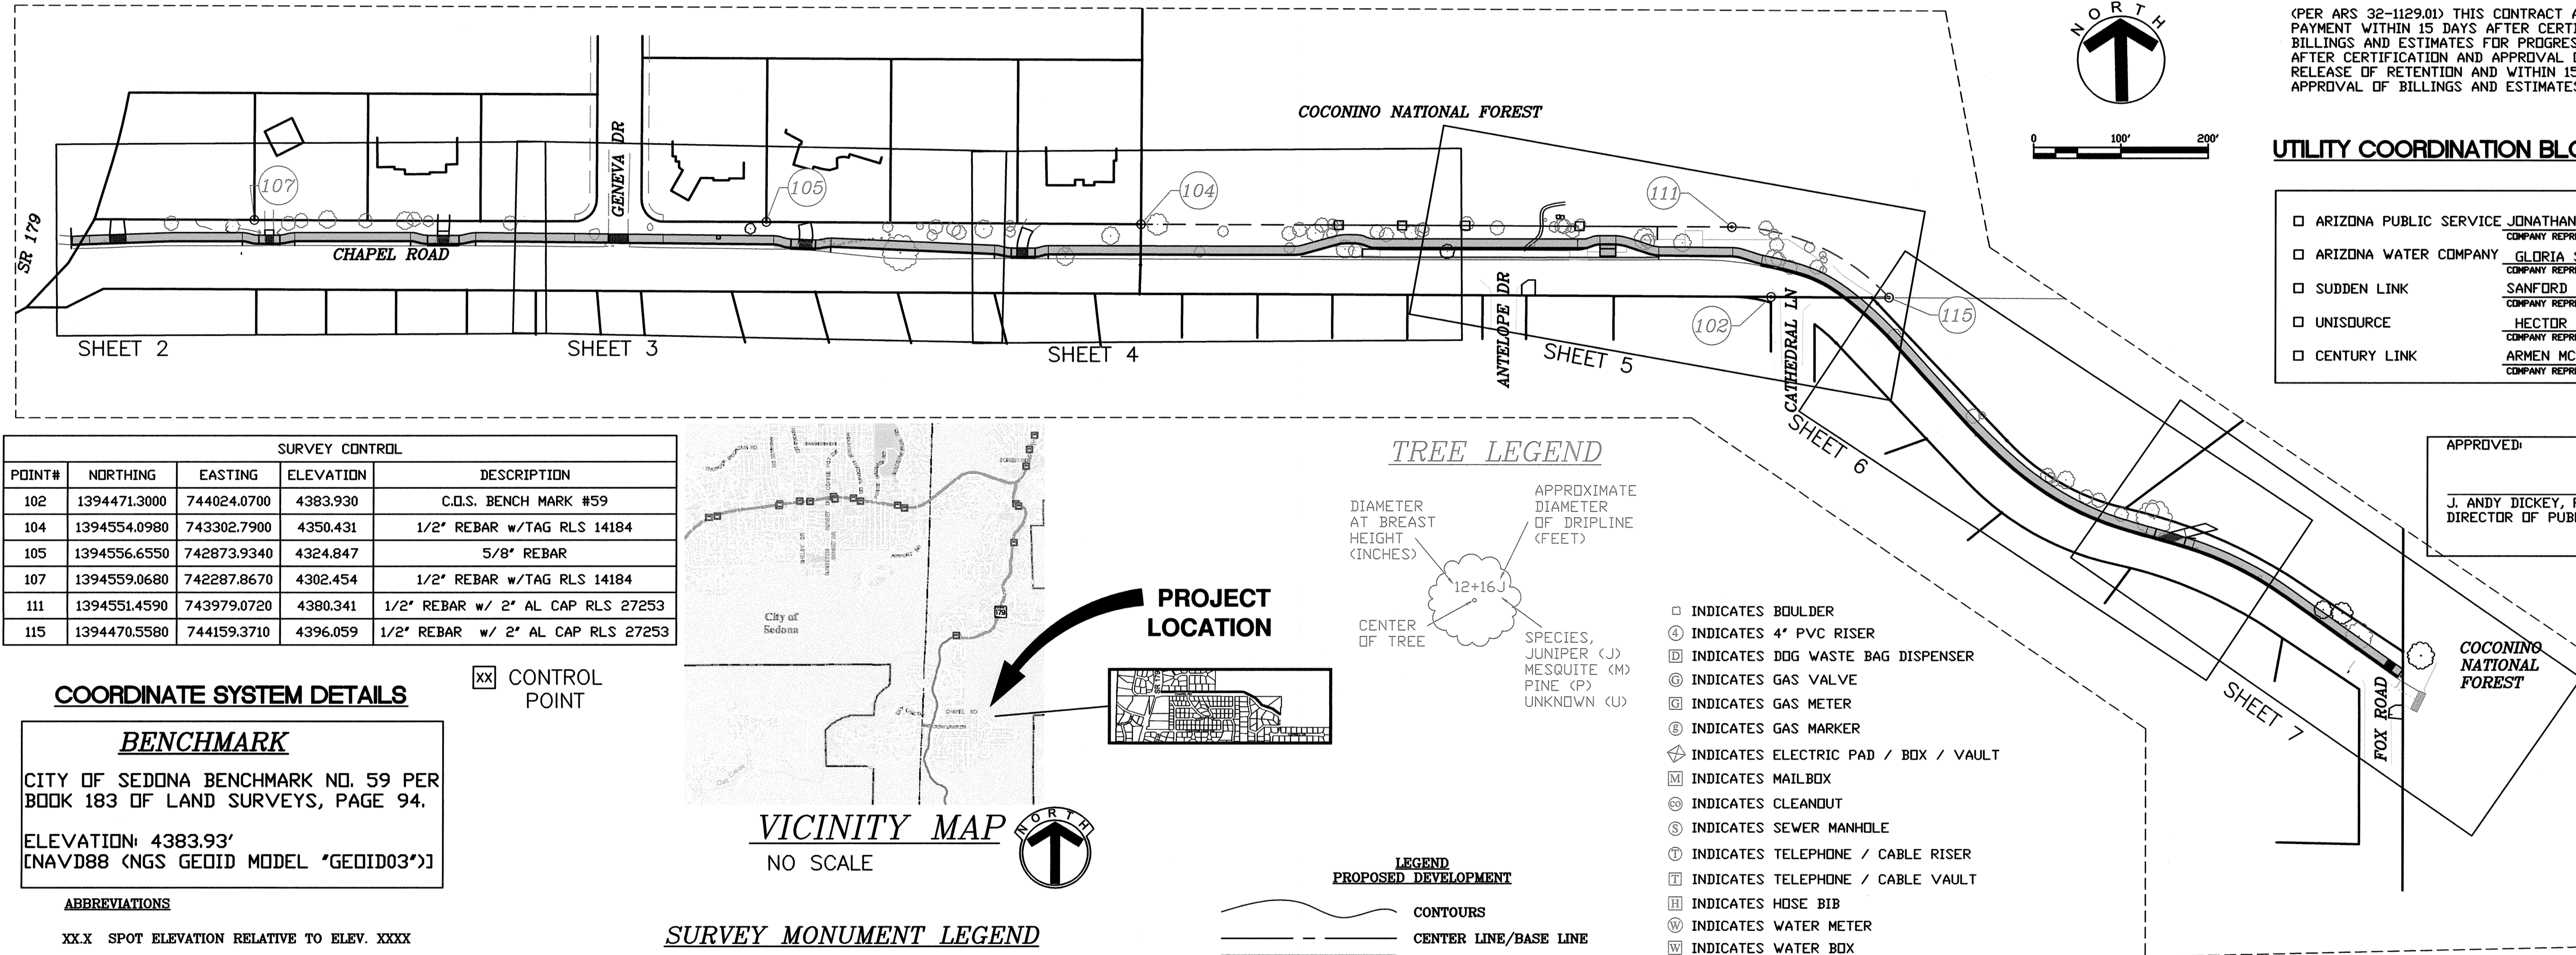 NORTH
(PER ARS 32-1129.01) THIS CONTRACT
PAYMENT WITHIN 15 DAYS AFTER CERTI
BILLINGS AND ESTIMATES FOR PROGRES
AFTER CERTIFICATION AND APPROVAL
RELEASE OF RETENTION AND WITHIN 15
APPROVAL OF BILLINGS AND ESTIMATES
0 100' 200'
UTILITY COORDINATION BLO
□ ARIZONA PUBLIC SERVICE JONATHAN
COMPANY REPR
□ ARIZONA WATER COMPANY GLORIA S
COMPANY REPR
□ SUDDEN LINK SANFORD
COMPANY REPR
□ UNISOURCE HECTOR
COMPANY REPR
□ CENTURY LINK ARMEN MC
COMPANY REPR
APPROVED:
J. ANDY DICKEY, P
DIRECTOR OF PUB
COCONINO NATIONAL FOREST
SR 179
107
GENEVA DR
105
104
111
CHAPEL ROAD
102
115
ANTELOPE DR
CATHEDRAL LN
SHEET 2
SHEET 3
SHEET 4
SHEET 5
SHEET 6
SHEET 7
FOX ROAD
COCONINO
NATIONAL
FOREST
SURVEY CONTROL
POINT# NORTHING EASTING ELEVATION DESCRIPTION
102 1394471.3000 744024.0700 4383.930 C.O.S. BENCH MARK #59
104 1394554.0980 743302.7900 4350.431 1/2" REBAR w/TAG RLS 14184
105 1394556.6550 742873.9340 4324.847 5/8" REBAR
107 1394559.0680 742287.8670 4302.454 1/2" REBAR w/TAG RLS 14184
111 1394551.4590 743979.0720 4380.341 1/2" REBAR w/ 2" AL CAP RLS 27253
115 1394470.5580 744159.3710 4396.059 1/2" REBAR w/ 2" AL CAP RLS 27253
XX CONTROL
POINT
COORDINATE SYSTEM DETAILS
BENCHMARK
CITY OF SEDONA BENCHMARK NO. 59 PER
BOOK 183 OF LAND SURVEYS, PAGE 94.
ELEVATION: 4383.93'
[NAVD88 (NGS GEOID MODEL "GEOID03")]
ABBREVIATIONS
XX.X SPOT ELEVATION RELATIVE TO ELEV. XXXX
City of
Sedona
179
CHAPEL RD
PROJECT
LOCATION
SR 179
VICINITY MAP
NO SCALE
NORTH
SURVEY MONUMENT LEGEND
TREE LEGEND
DIAMETER
AT BREAST
HEIGHT
(INCHES)
APPROXIMATE
DIAMETER
OF DRIPLINE
(FEET)
12+16J
CENTER
OF TREE
SPECIES,
JUNIPER (J)
MESQUITE (M)
PINE (P)
UNKNOWN (U)
LEGEND
PROPOSED DEVELOPMENT
CONTOURS
CENTER LINE/BASE LINE
INDICATES BOULDER
4 INDICATES 4" PVC RISER
D INDICATES DOG WASTE BAG DISPENSER
G INDICATES GAS VALVE
G INDICATES GAS METER
g INDICATES GAS MARKER
INDICATES ELECTRIC PAD / BOX / VAULT
M INDICATES MAILBOX
CO INDICATES CLEANOUT
S INDICATES SEWER MANHOLE
T INDICATES TELEPHONE / CABLE RISER
T INDICATES TELEPHONE / CABLE VAULT
H INDICATES HOSE BIB
W INDICATES WATER METER
W INDICATES WATER BOX